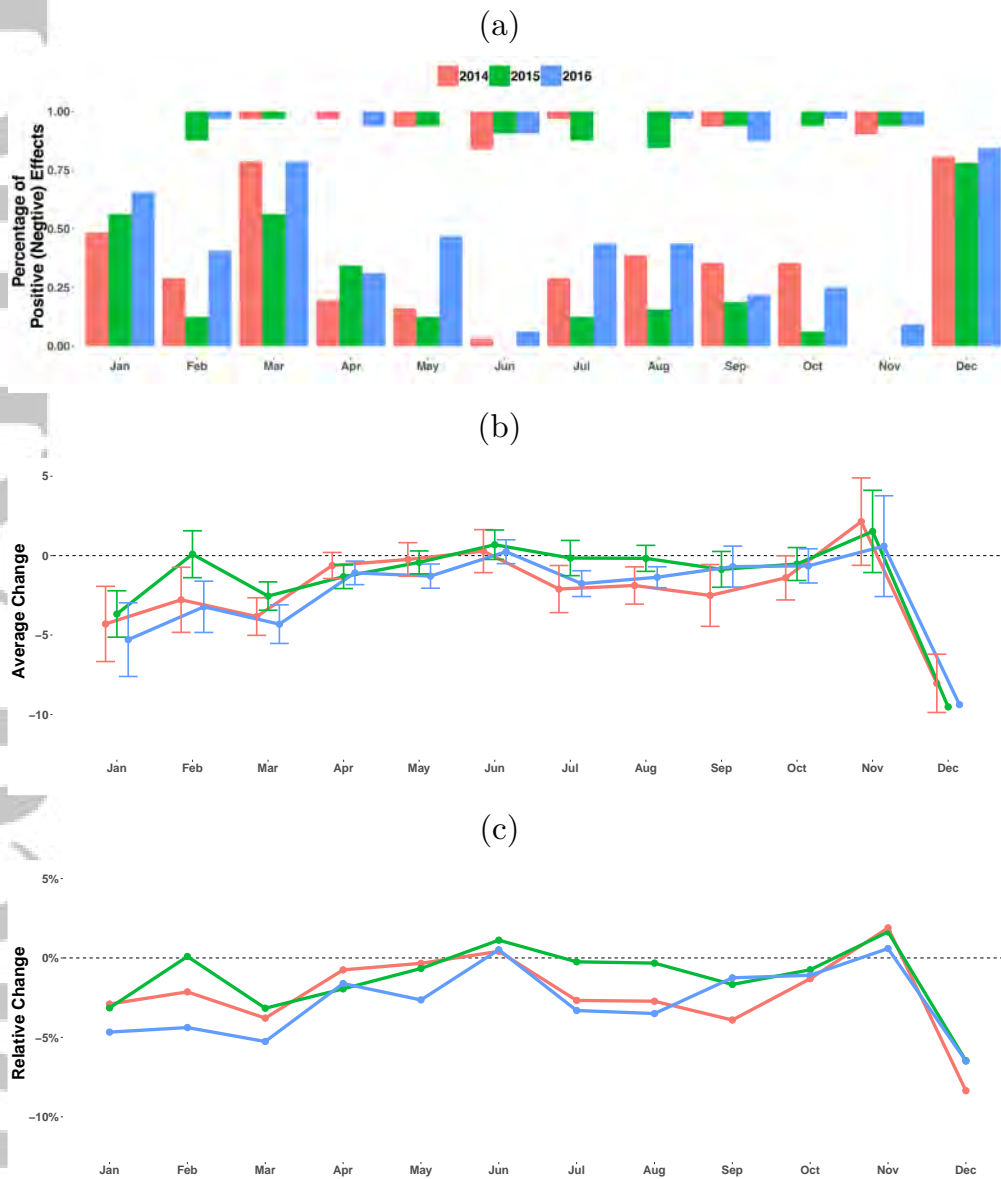 (a)
2014 2015 2016
Percentage of
Positive (Negtive) Effects
1.00
0.75
0.50
0.25
0.00
Jan Feb Mar Apr May Jun Jul Aug Sep Oct Nov Dec
(b)
Average Change
5
0
−5
−10
Jan Feb Mar Apr May Jun Jul Aug Sep Oct Nov Dec
(c)
Relative Change
5%
0%
−5%
−10%
Jan Feb Mar Apr May Jun Jul Aug Sep Oct Nov Dec